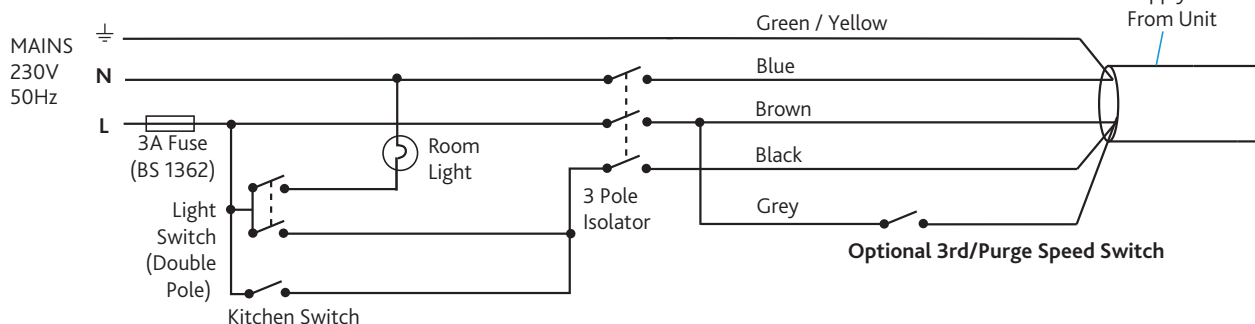 From Unit
Green / Yellow
MAINS
230V
50Hz
N
Blue
L
Brown
3A Fuse
(BS 1362)
Room
Light
Black
3 Pole
Isolator
Grey
Light
Switch
(Double
Pole)
Optional 3rd/Purge Speed Switch
Kitchen Switch